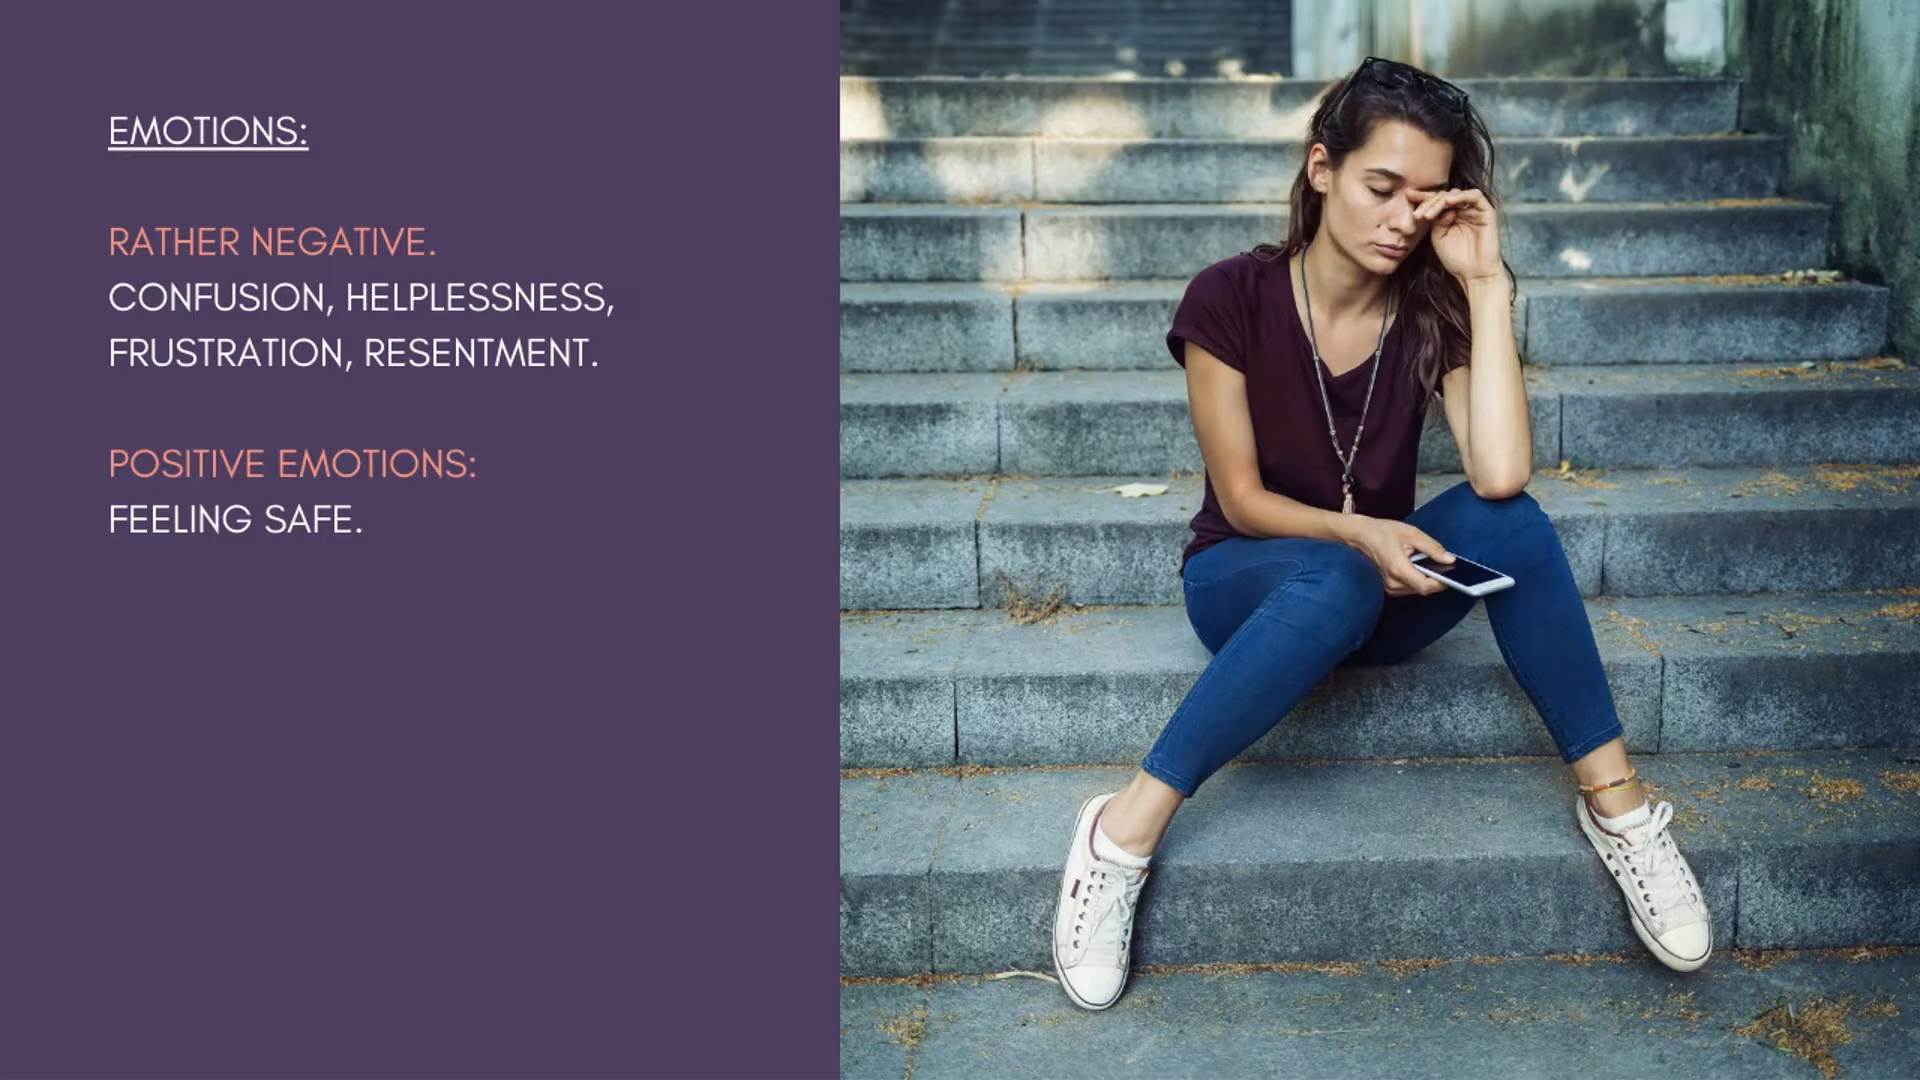 EMOTIONS:
RATHER NEGATIVE.
CONFUSION, HELPLESSNESS,
FRUSTRATION, RESENTMENT.
POSITIVE EMOTIONS:
FEELING SAFE.